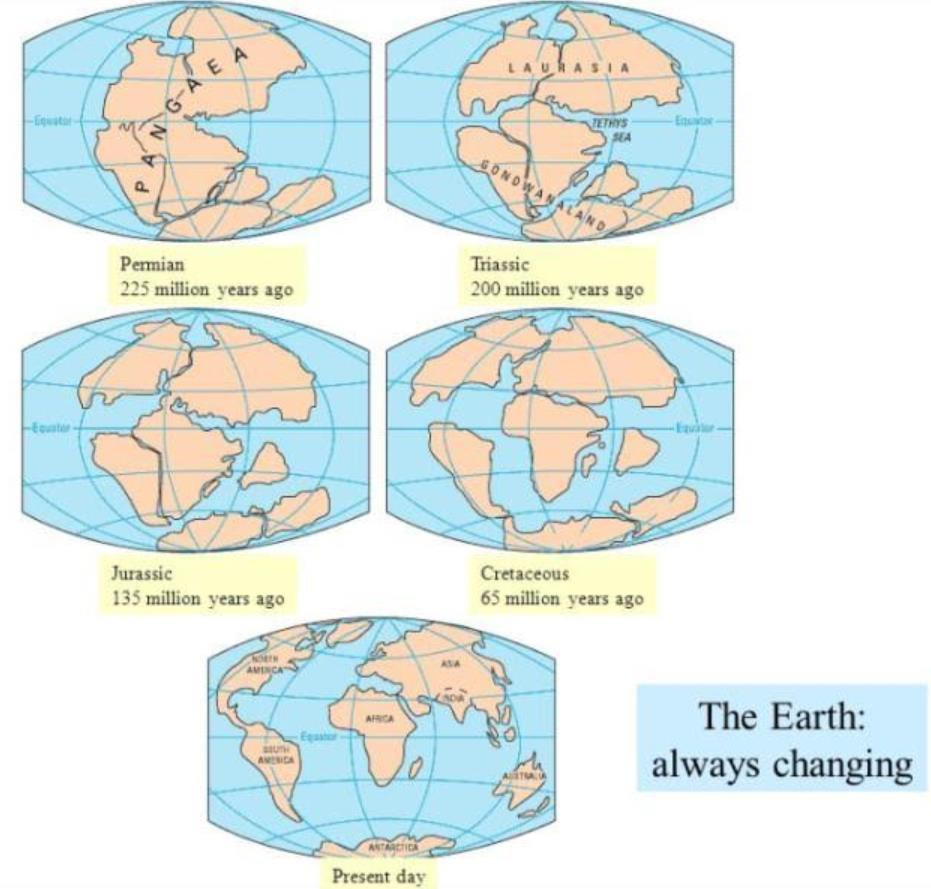 PANGAEA
Equator
Permian
225 million years ago
LAURASIA
TETHYS
SEA
Equator
GONDWANALAND
Triassic
200 million years ago
Equator
Jurassic
135 million years ago
Equator
Cretaceous
65 million years ago
NORTH
AMERICA
ASIA
INDIA
AFRICA
Equator
SOUTH
AMERICA
AUSTRALIA
ANTARCTICA
Present day
The Earth:
always changing